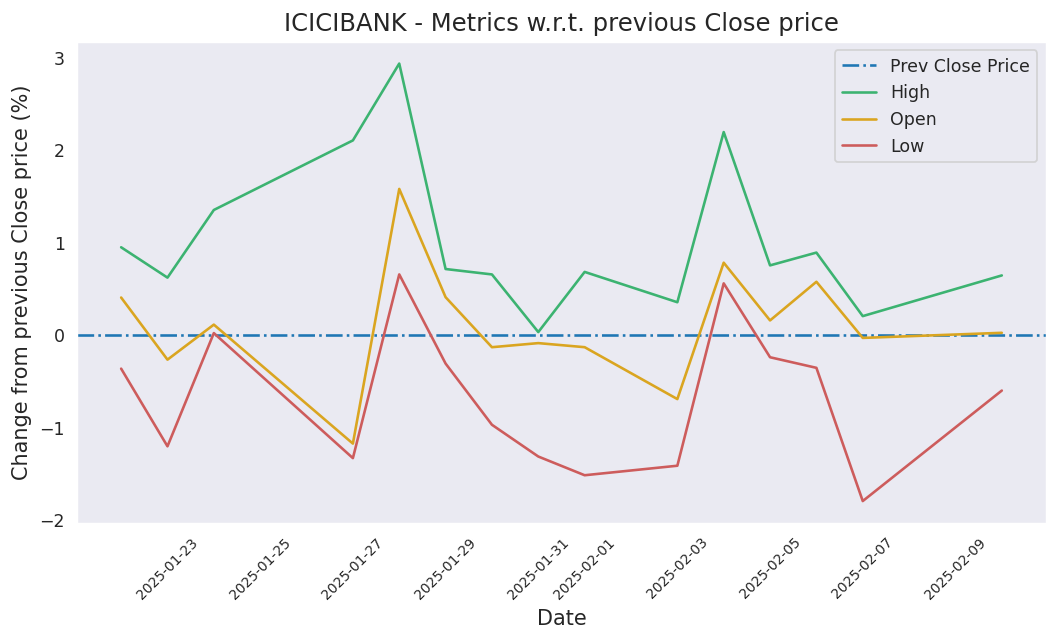 ICICIBANK - Metrics w.r.t. previous Close price
Prev Close Price
High
Open
Low
Change from previous Close price (%)
3
2
1
0
−1
−2
2025-01-23
2025-01-25
2025-01-27
2025-01-29
2025-01-31
2025-02-01
2025-02-03
2025-02-05
2025-02-07
2025-02-09
Date